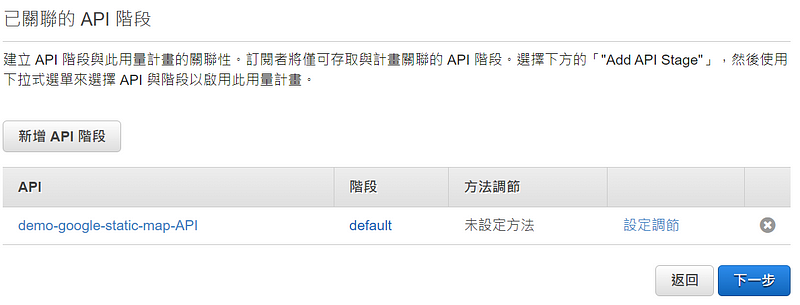 已關聯的 API 階段
建立 API 階段與此用量計畫的關聯性。訂閱者將僅可存取與計畫關聯的 API 階段。選擇下方的「"Add API Stage"」，然後使用
下拉式選單來選擇 API 與階段以啟用此用量計畫。
新增 API 階段
API 階段 方法調節
demo-google-static-map-API default 未設定方法 設定調節
返回 下一步